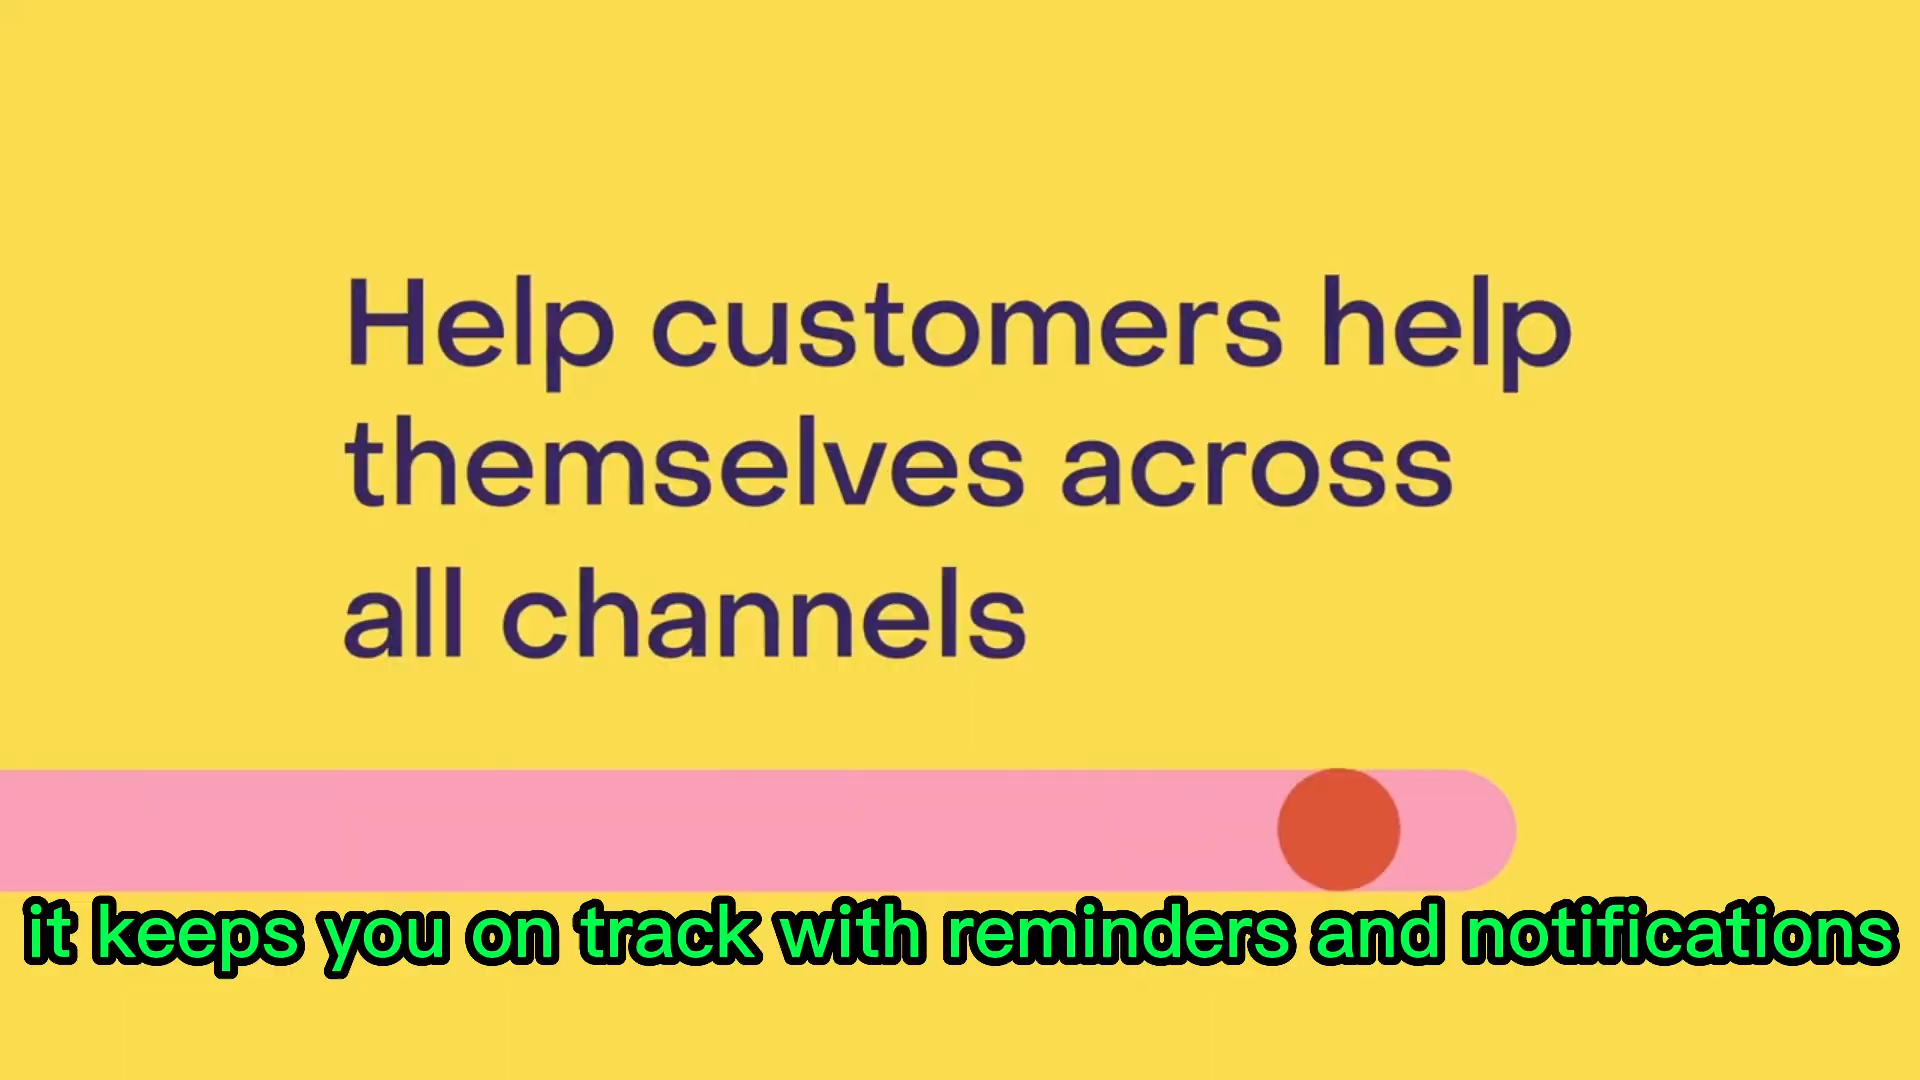 Help customers help
themselves across
all channels
it keeps you on track with reminders and notifications